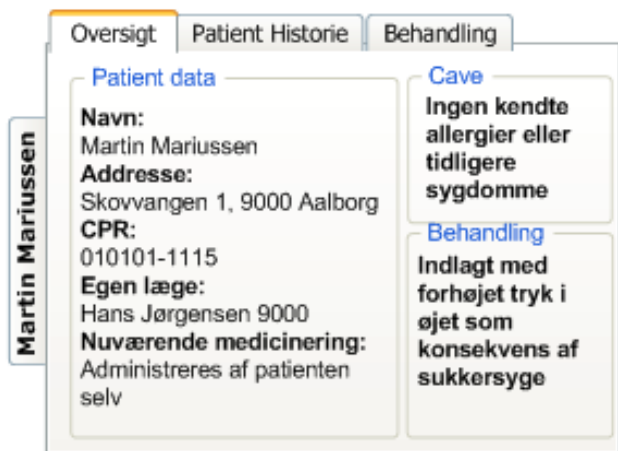 Oversigt
Patient Historie
Behandling
Martin Mariussen
Patient data
Navn:
Martin Mariussen
Addresse:
Skovvangen 1, 9000 Aalborg
CPR:
010101-1115
Egen læge:
Hans Jørgensen 9000
Nuværende medicinering:
Administreres af patienten
selv
Cave
Ingen kendte
allergier eller
tidligere
sygdomme
Behandling
Indlagt med
forhøjet tryk i
øjet som
konsekvens af
sukkersyge